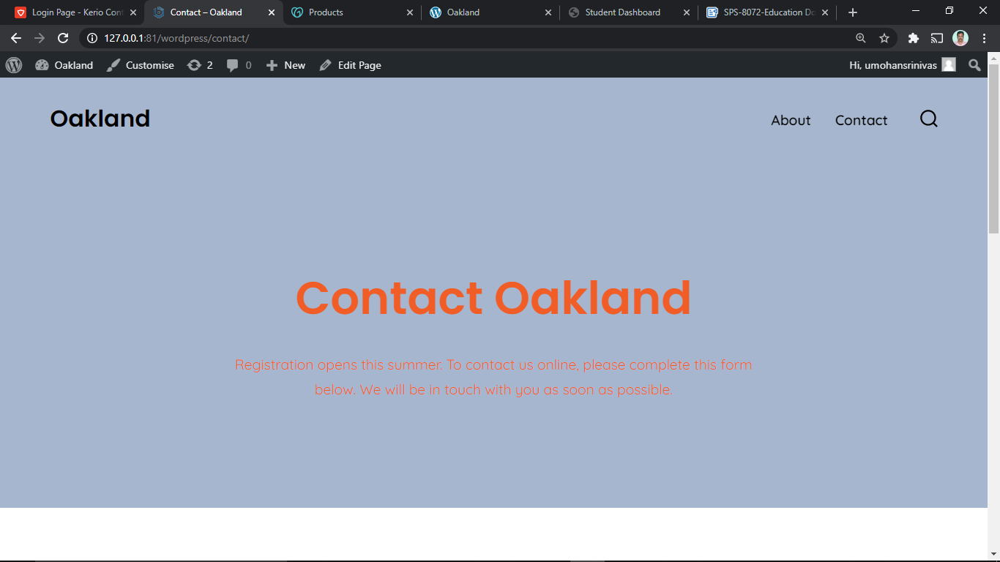 Login Page - Kerio Cont
Contact – Oakland
Products
Oakland
Student Dashboard
SPS-8072-Education Do
127.0.0.1:81/wordpress/contact/
Oakland Customise 2 0 New Edit Page
Hi, umohansrinivas
Oakland
About Contact
Contact Oakland
Registration opens this summer. To contact us online, please complete this form
below. We will be in touch with you as soon as possible.